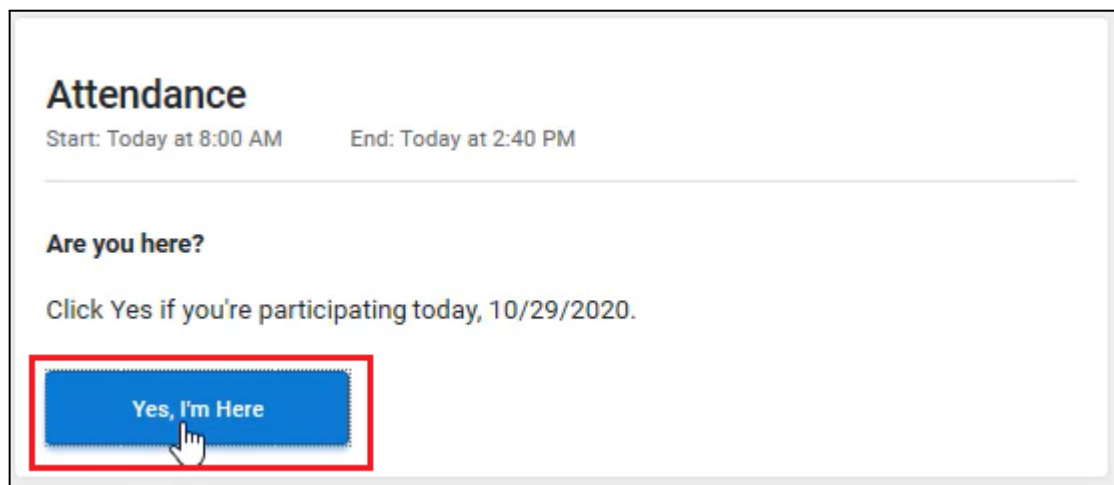 Attendance
Start: Today at 8:00 AM End: Today at 2:40 PM
Are you here?
Click Yes if you're participating today, 10/29/2020.
Yes, I'm Here